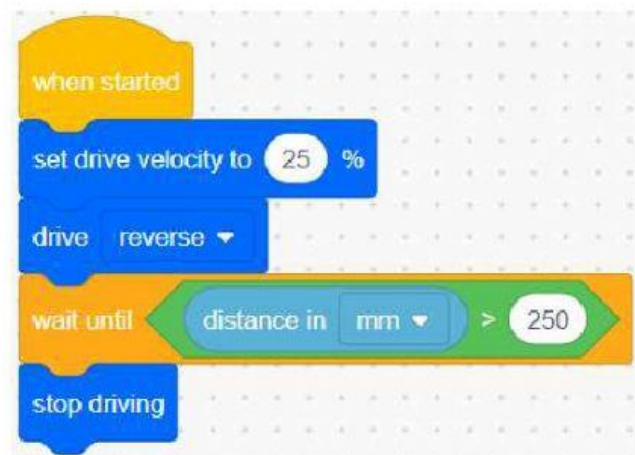 when started
set drive velocity to 25 %
drive reverse
wait until distance in mm > 250
stop driving